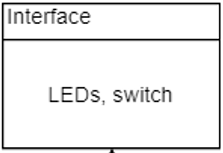 Interface
LEDs, switch